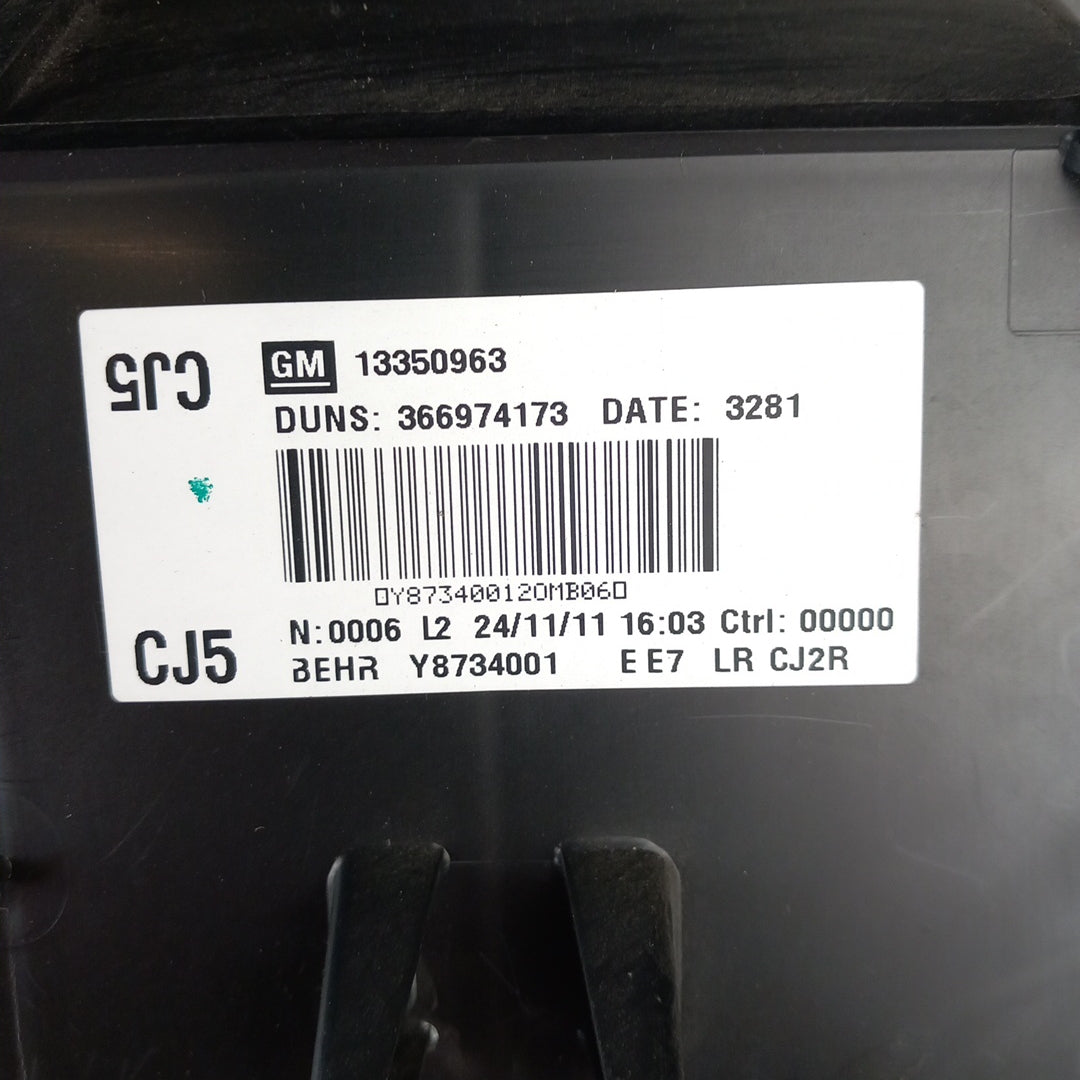 CJ5
GM 13350963
DUNS: 366974173 DATE: 3281
▯Y87340012OMB06▯
N:0006 L2 24/11/11 16:03 Ctrl: 00000
CJ5
BEHR Y8734001 E E7 LR CJ2R